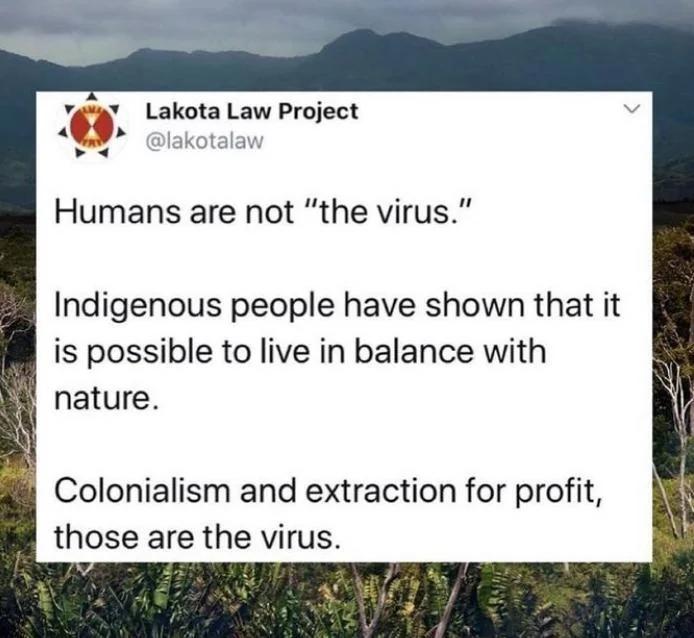 Lakota Law Project
@lakotalaw
Humans are not "the virus."
Indigenous people have shown that it
is possible to live in balance with
nature.
Colonialism and extraction for profit,
those are the virus.